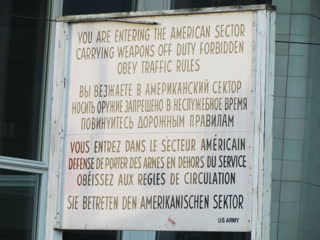 YOU ARE ENTERING THE AMERICAN SECTOR
CARRYING WEAPONS OFF DUTY FORBIDDEN
OBEY TRAFFIC RULES
ВЫ ВЪЕЗЖАЕТЕ В АМЕРИКАНСКИЙ СЕКТОР
НОСИТЬ ОРУЖИЕ ЗАПРЕЩЕНО В НЕСЛУЖЕБНОЕ ВРЕМЯ
ПОВИНУЙТЕСЬ ДОРОЖНЫМ ПРАВИЛАМ
VOUS ENTREZ DANS LE SECTEUR AMÉRICAIN
DEFENSE DE PORTER DES ARMES EN DEHORS DU SERVICE
OBÉISSEZ AUX REGLES DE CIRCULATION
SIE BETRETEN DEN AMERIKANISCHEN SEKTOR
US ARMY